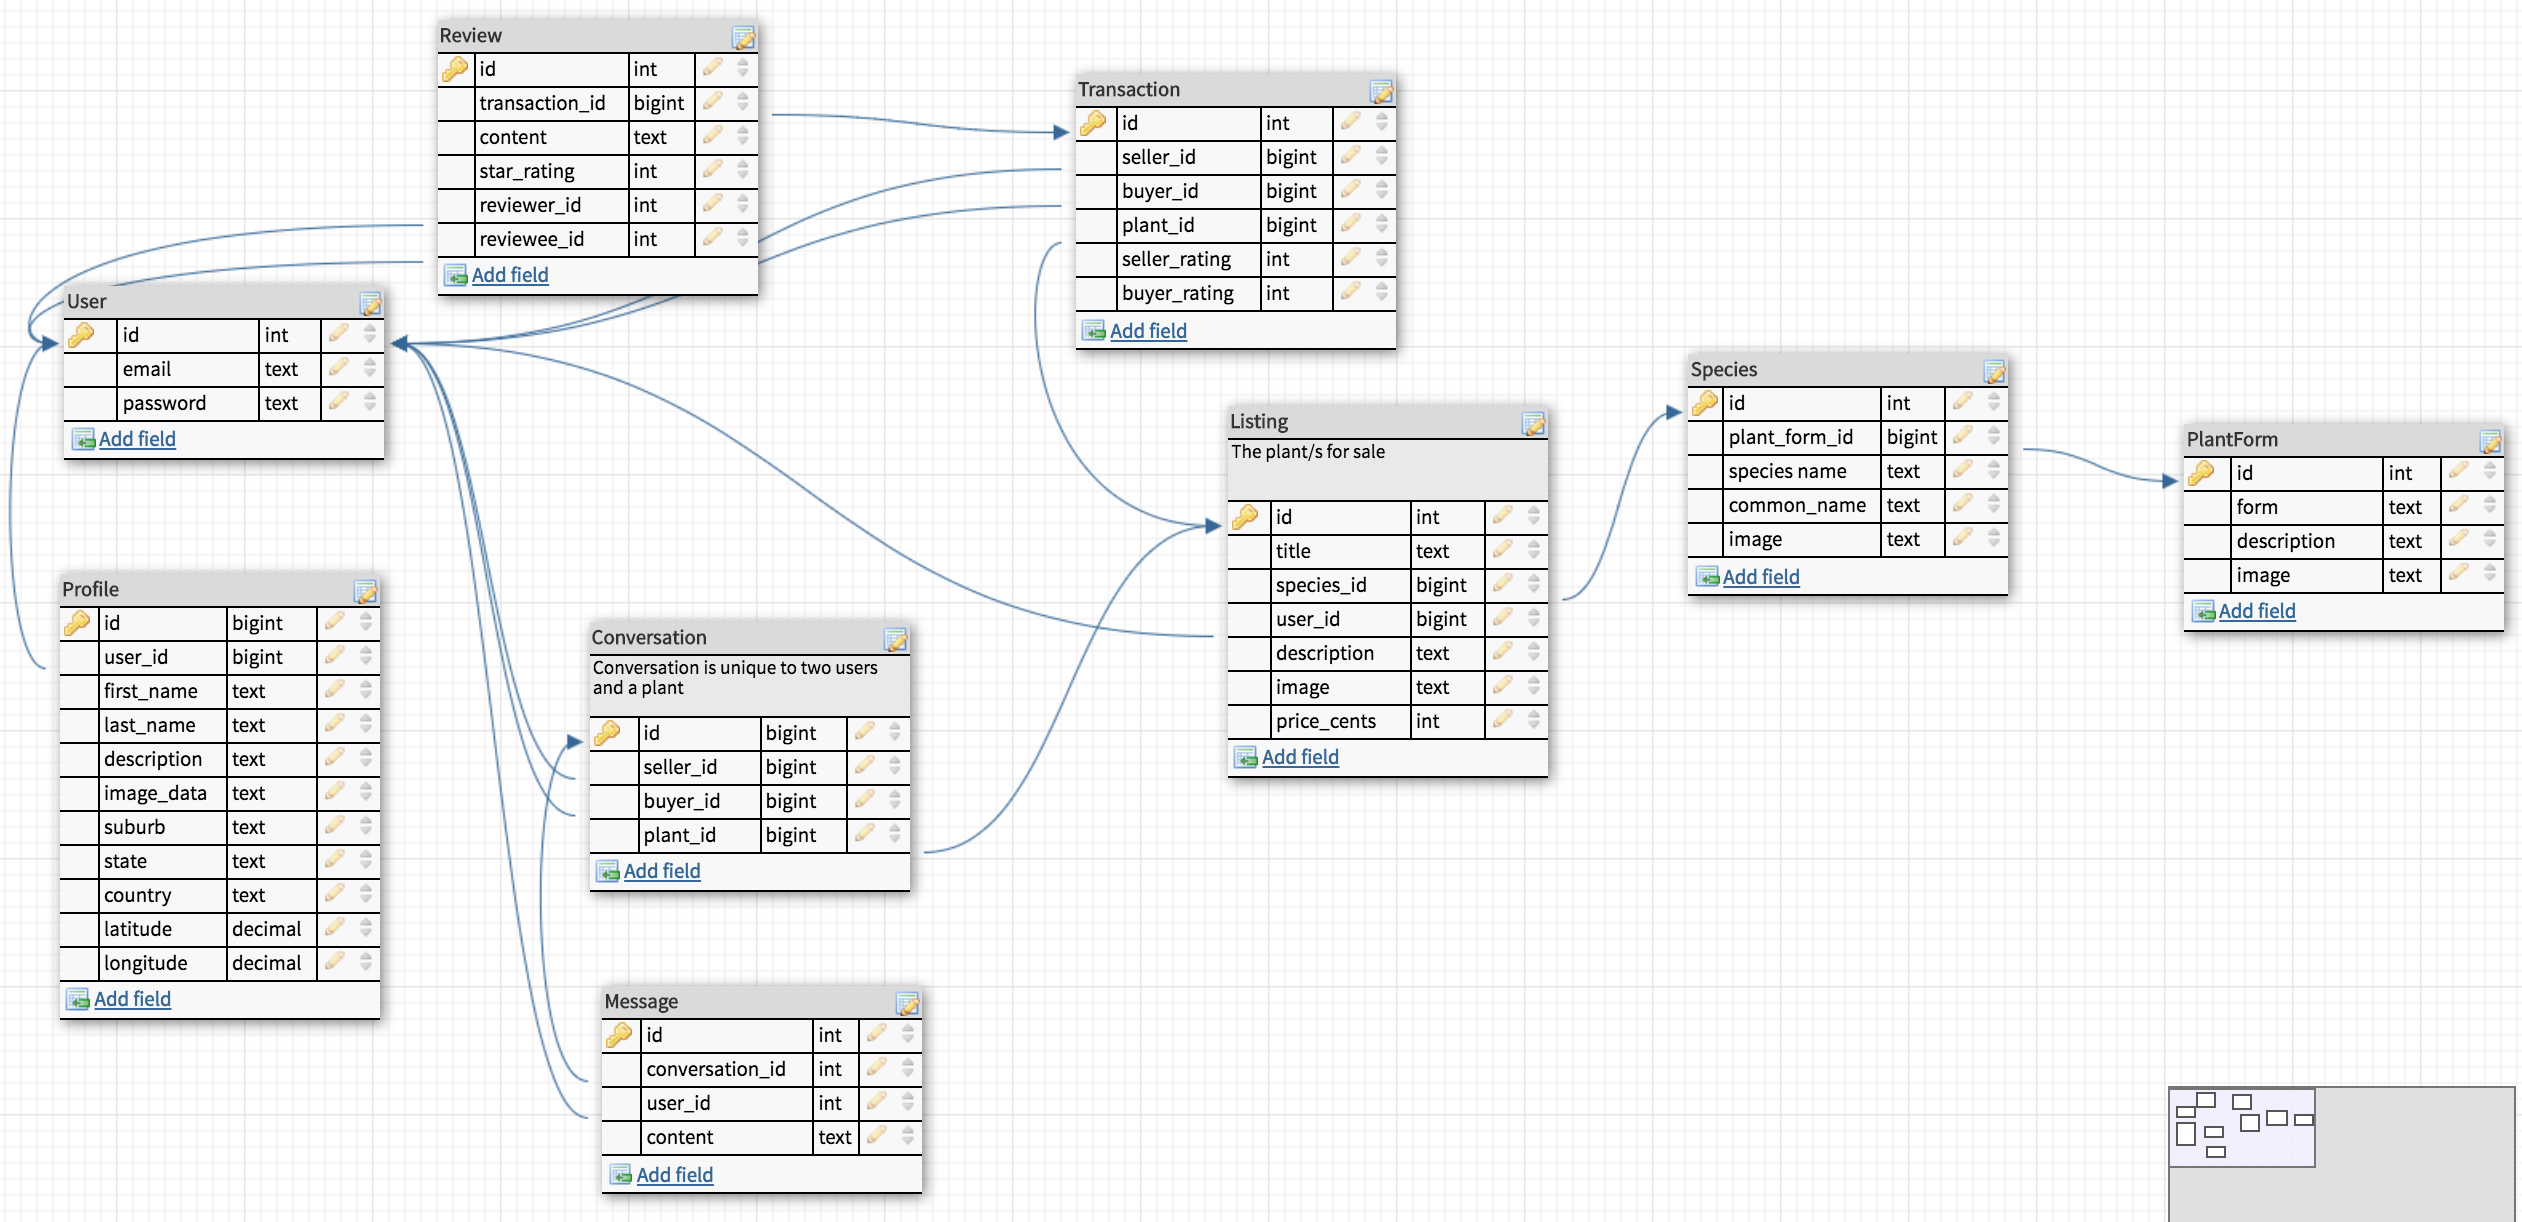 Review
id int
transaction_id bigint
content text
star_rating int
reviewer_id int
reviewee_id int
Add field
Transaction
id int
seller_id bigint
buyer_id bigint
plant_id bigint
seller_rating int
buyer_rating int
Add field
User
id int
email text
password text
Add field
Species
id int
plant_form_id bigint
species name text
common_name text
image text
Add field
Listing
The plant/s for sale
id int
title text
species_id bigint
user_id bigint
description text
image text
price_cents int
Add field
PlantForm
id int
form text
description text
image text
Add field
Profile
id bigint
user_id bigint
first_name text
last_name text
description text
image_data text
suburb text
state text
country text
latitude decimal
longitude decimal
Add field
Conversation
Conversation is unique to two users
and a plant
id bigint
seller_id bigint
buyer_id bigint
plant_id bigint
Add field
Message
id int
conversation_id int
user_id int
content text
Add field